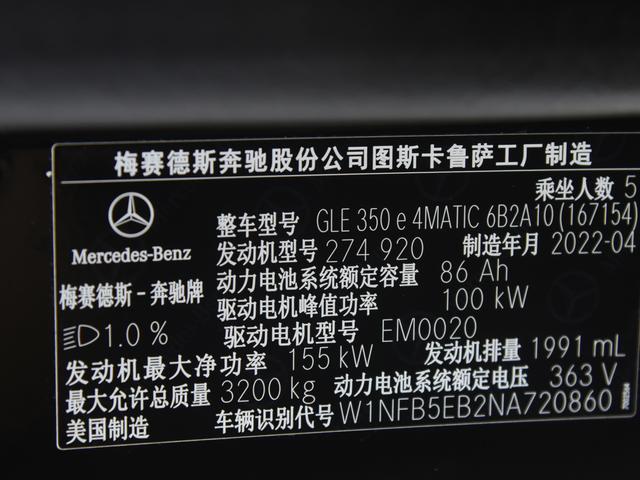 梅赛德斯奔驰股份公司图斯卡鲁萨工厂制造
乘坐人数 5
整车型号 GLE 350 e 4MATIC 6B2A10 (167154)
Mercedes-Benz
发动机型号 274 920 制造年月 2022-04
动力电池系统额定容量 86 Ah
梅赛德斯-奔驰牌
驱动电机峰值功率 100 kW
1.0 %
驱动电机型号 EM0020
发动机最大净功率 155 kW 发动机排量 1991 mL
最大允许总质量 3200 kg 动力电池系统额定电压 363 V
美国制造 车辆识别代号 W1NFB5EB2NA720860